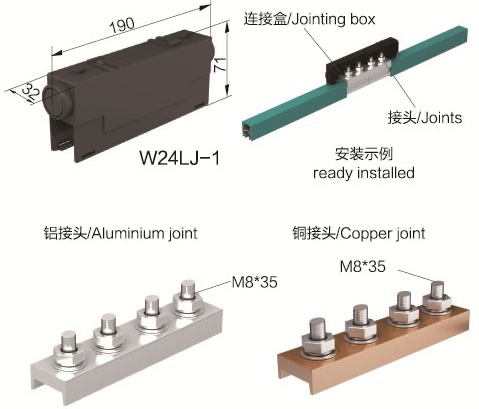 190
32
71
W24LJ-1
连接盒/Jointing box
接头/Joints
安装示例
ready installed
铝接头/Aluminium joint
M8*35
铜接头/Copper joint
M8*35